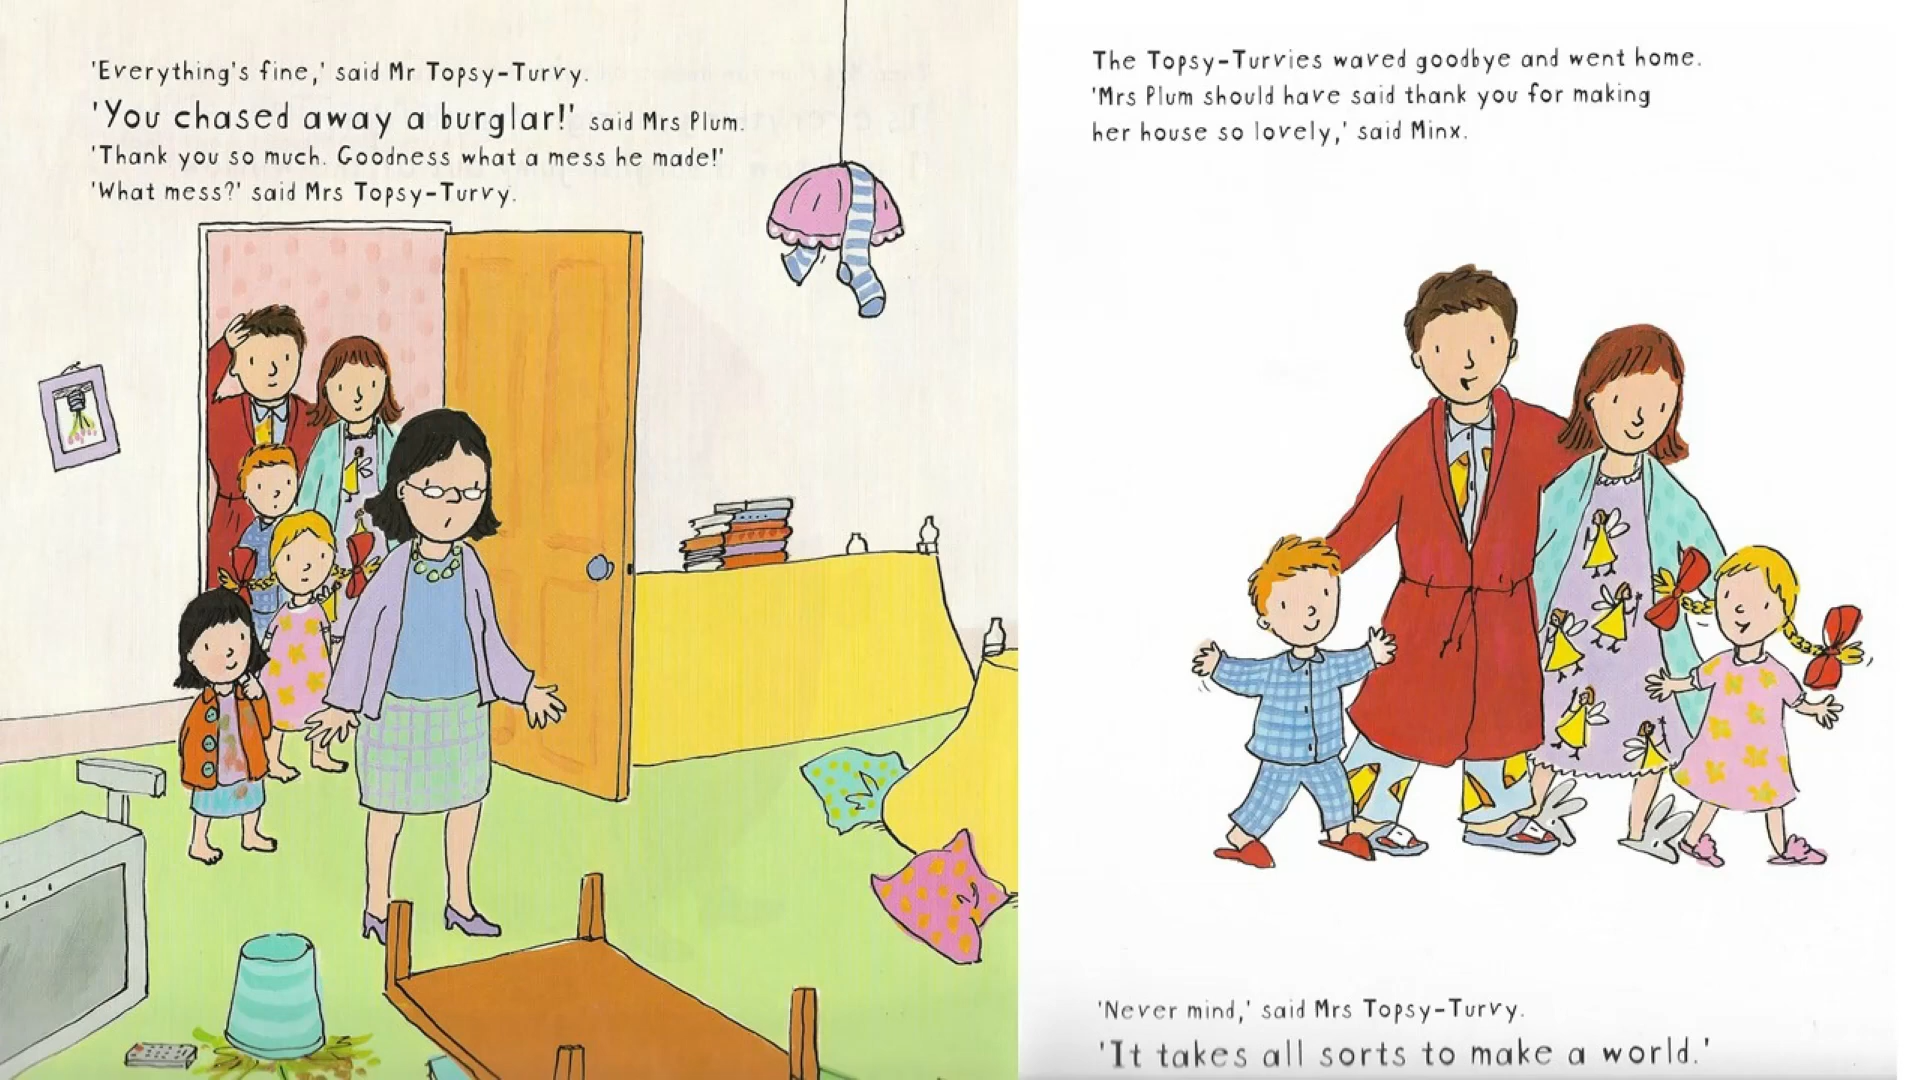 'Everything's fine,' said Mr Topsy-Turvy.
'You chased away a burglar!' said Mrs Plum.
'Thank you so much. Goodness what a mess he made!'
'What mess?' said Mrs Topsy-Turvy.
The Topsy-Turvies waved goodbye and went home.
'Mrs Plum should have said thank you for making
her house so lovely,' said Minx.
'Never mind,' said Mrs Topsy-Turvy.
'It takes all sorts to make a world.'